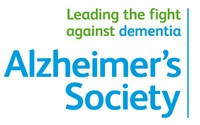 Leading the fight
against dementia
Alzheimer's
Society